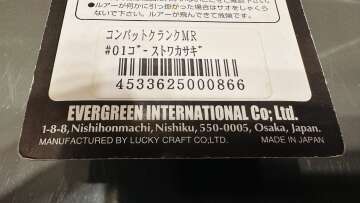 ●ルアーが何かに引っ掛った場合はサオをしゃくら
ないで下さい。ルアーが飛んできて危険です。
コンバットクランクMR
#01ゴーストワカサギ
4533625000866
EVERGREEN INTERNATIONAL Co; Ltd.
1-8-8, Nishihonmachi, Nishiku, 550-0005, Osaka, Japan.
MANUFACTURED BY LUCKY CRAFT CO,LTD. MADE IN JAPAN